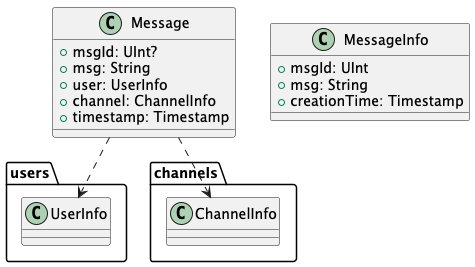 C Message
msgId: UInt?
msg: String
user: UserInfo
channel: ChannelInfo
timestamp: Timestamp
C MessageInfo
msgId: UInt
msg: String
creationTime: Timestamp
users
C UserInfo
channels
C ChannelInfo